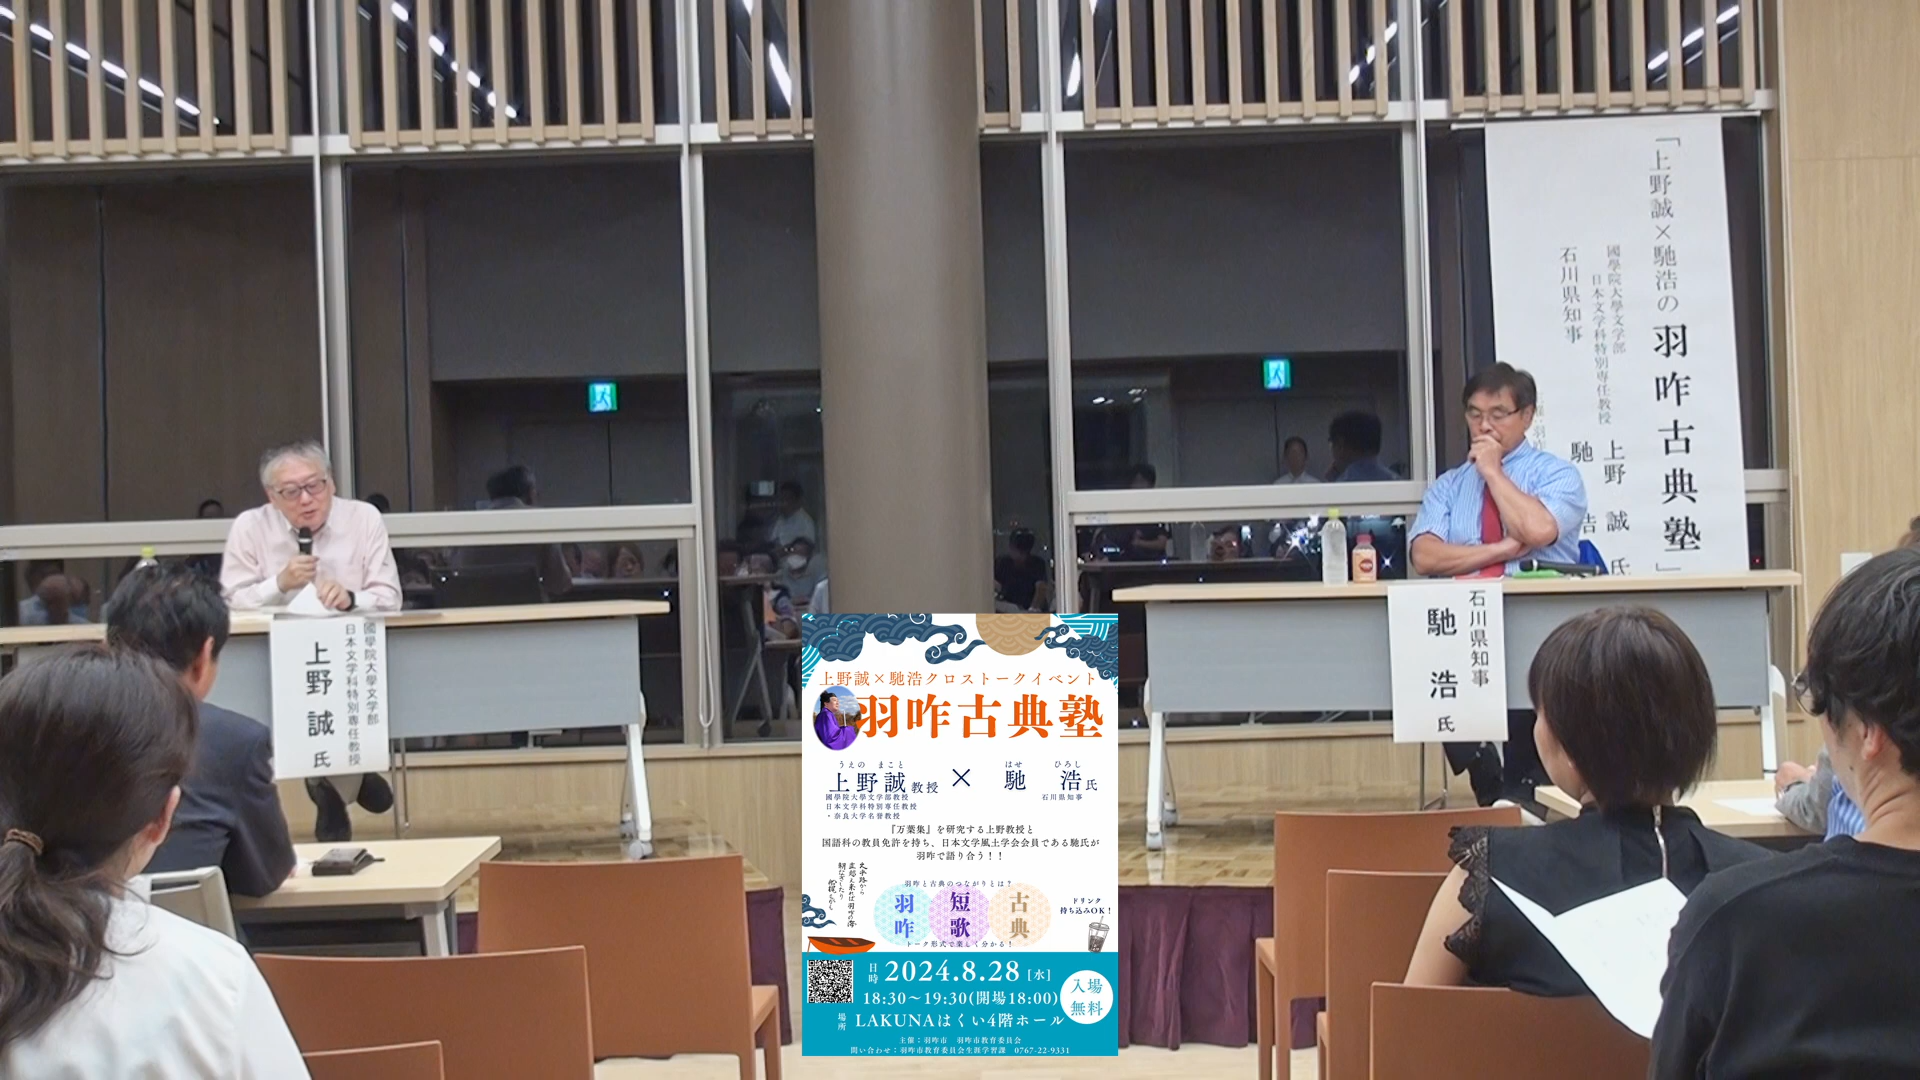 「上野誠×馳浩の 羽咋古典塾」
國學院大學文学部
日本文学科特別専任教授
上野 誠 氏
石川県知事
馳 浩
國學院大學文学部
日本文学科特別専任教授
上野 誠 氏
石川県知事
馳 浩 氏
上野誠×馳浩クロストークイベント
羽咋古典塾
うえの まこと
上野誠教授
國學院大學文学部教授
日本文学科特別専任教授
・奈良大学名誉教授
×
はせ ひろし
馳 浩氏
石川県知事
『万葉集』を研究する上野教授と
国語科の教員免許を持ち、日本文学風土学会会員である馳氏が
羽咋で語り合う！！
羽咋と古典のつながりとは？
羽咋
短歌
古典
トーク形式で楽しく分かる！
ドリンク
持ち込みOK！
日時 2024.8.28［水］
18:30～19:30(開場18:00)
場所 LAKUNAはくい4階ホール
入場
無料
主催：羽咋市 羽咋市教育委員会
問い合わせ：羽咋市教育委員会生涯学習課 0767-22-9331